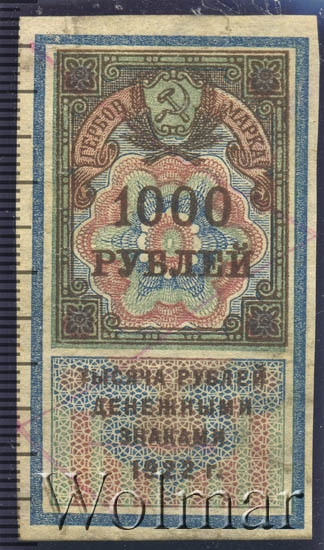 ГЕРБОВ. МАРКА
1000
РУБЛЕЙ
ТЫСЯЧА РУБЛЕЙ
ДЕНЕЖНЫМИ
ЗНАКАМИ
1922 г.
Wolmar